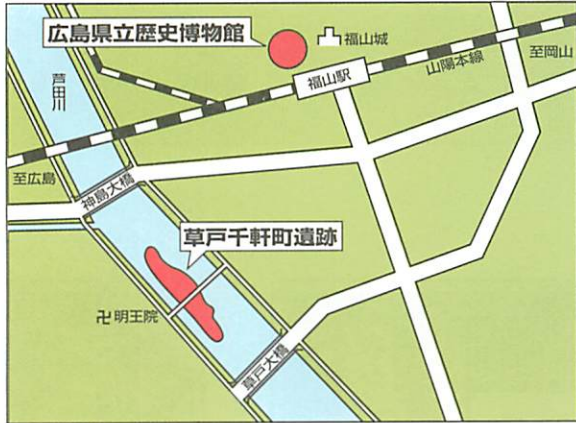 広島県立歴史博物館
福山城
福山駅
山陽本線
至岡山
芦田川
至広島
神島大橋
草戸千軒町遺跡
卍明王院
草戸大橋